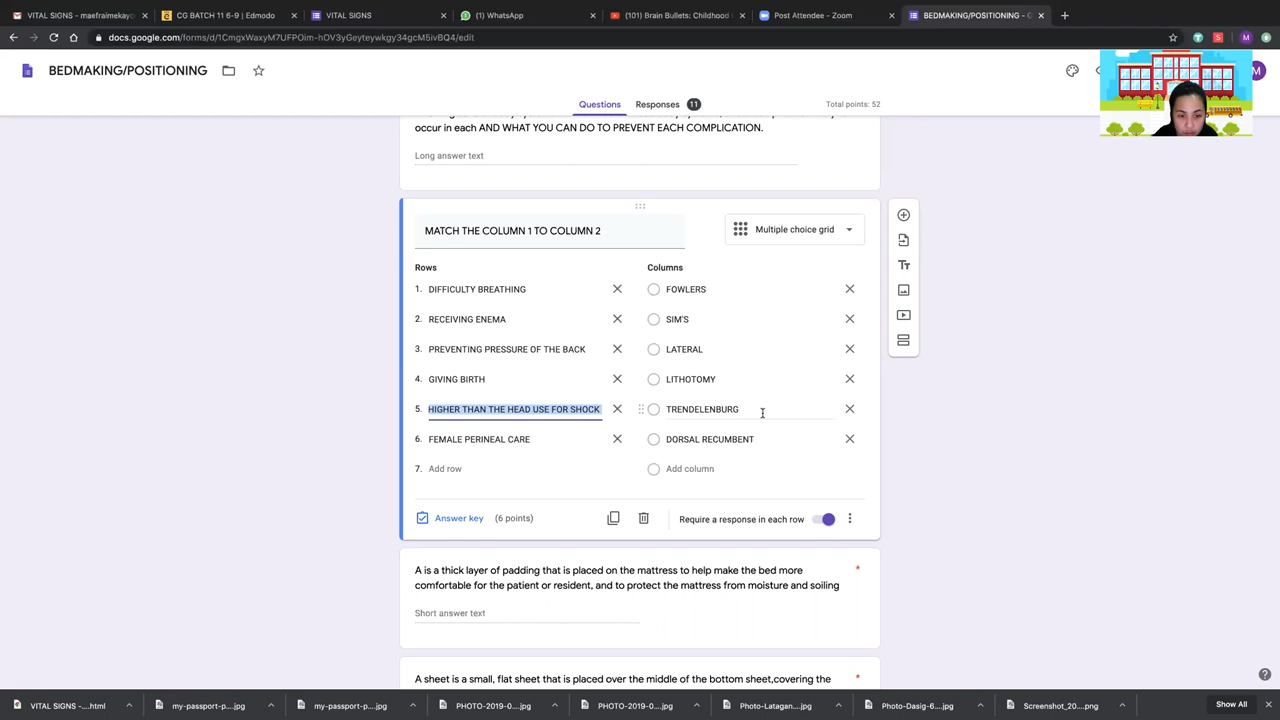 VITAL SIGNS - maefraimekayo
CG BATCH 11 6-9 | Edmodo
VITAL SIGNS
(1) WhatsApp
(101) Brain Bullets: Childhood
Post Attendee - Zoom
BEDMAKING/POSITIONING - G
docs.google.com/forms/d/1CmgxWaxyM7UFPOim-hOV3yGeyteywkgy34gcM5ivBQ4/edit
BEDMAKING/POSITIONING
M
Questions
Responses 11
Total points: 52
occur in each AND WHAT YOU CAN DO TO PREVENT EACH COMPLICATION.
Long answer text
MATCH THE COLUMN 1 TO COLUMN 2
Multiple choice grid
Rows
Columns
1. DIFFICULTY BREATHING
FOWLERS
2. RECEIVING ENEMA
SIM'S
3. PREVENTING PRESSURE OF THE BACK
LATERAL
4. GIVING BIRTH
LITHOTOMY
5. HIGHER THAN THE HEAD USE FOR SHOCK
TRENDELENBURG
6. FEMALE PERINEAL CARE
DORSAL RECUMBENT
7. Add row
Add column
Answer key (6 points)
Require a response in each row
A is a thick layer of padding that is placed on the mattress to help make the bed more
comfortable for the patient or resident, and to protect the mattress from moisture and soiling
*
Short answer text
A sheet is a small, flat sheet that is placed over the middle of the bottom sheet,covering the
*
VITAL SIGNS -....html
my-passport-p....jpg
my-passport-p....jpg
PHOTO-2019-0....jpg
PHOTO-2019-0....jpg
Photo-Latagan....jpg
Photo-Dasig-6....jpg
Screenshot_20....png
Show All